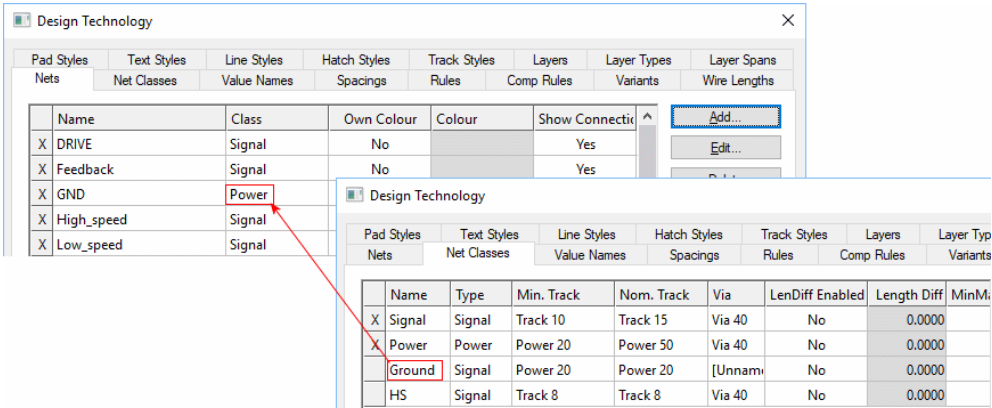 Design Technology
Pad Styles Text Styles Line Styles Hatch Styles Track Styles Layers Layer Types Layer Spans
Nets Net Classes Value Names Spacings Rules Comp Rules Variants Wire Lengths
Name Class Own Colour Colour Show Connectic Add...
X DRIVE Signal No Yes Edit...
X Feedback Signal No Yes
X GND Power
X High_speed Signal
X Low_speed Signal
Design Technology
Pad Styles Text Styles Line Styles Hatch Styles Track Styles Layers Layer Typ
Nets Net Classes Value Names Spacings Rules Comp Rules Variants
Name Type Min. Track Nom. Track Via LenDiff Enabled Length Diff MinMa
X Signal Signal Track 10 Track 15 Via 40 No 0.0000
X Power Power Power 20 Power 50 Via 40 No 0.0000
Ground Signal Power 20 Power 20 [Unnam No 0.0000
HS Signal Track 8 Track 8 Via 40 No 0.0000